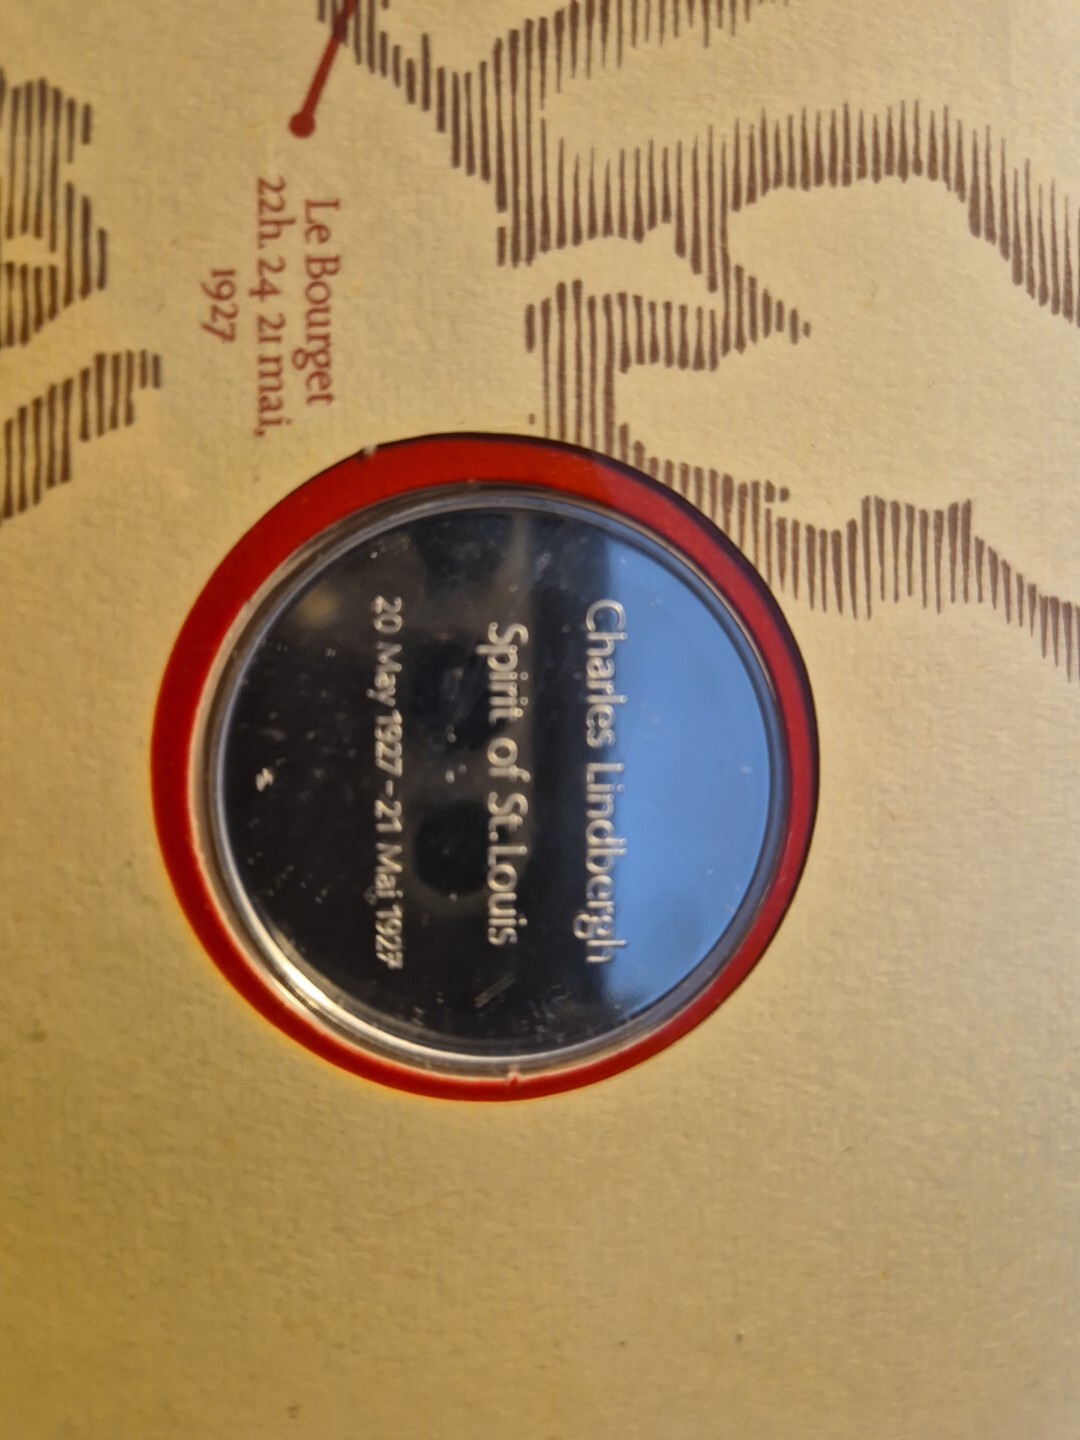 Le Bourget
22h. 24 21 mai,
1927
Charles Lindbergh
Spirit of St.Louis
20 May 1927 - 21 Mai 1927